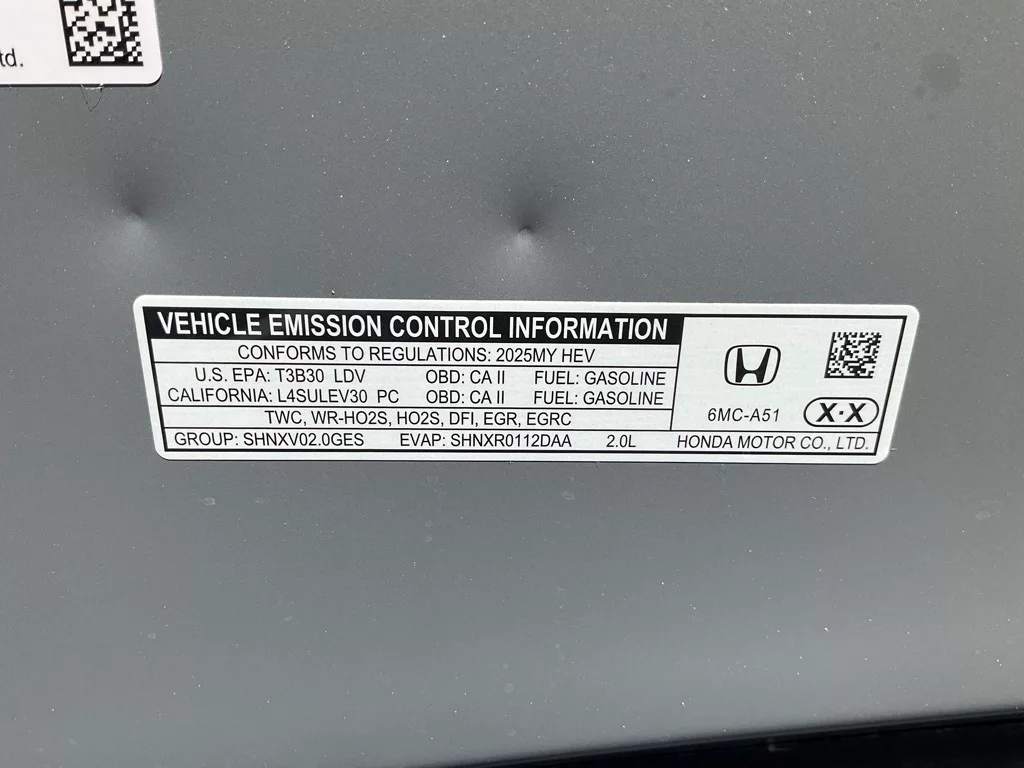 td.
VEHICLE EMISSION CONTROL INFORMATION
CONFORMS TO REGULATIONS: 2025MY HEV
U.S. EPA: T3B30 LDV OBD: CA II FUEL: GASOLINE
CALIFORNIA: L4SULEV30 PC OBD: CA II FUEL: GASOLINE
TWC, WR-HO2S, HO2S, DFI, EGR, EGRC
GROUP: SHNXV02.0GES EVAP: SHNXR0112DAA 2.0L
6MC-A51 X·X
HONDA MOTOR CO., LTD.